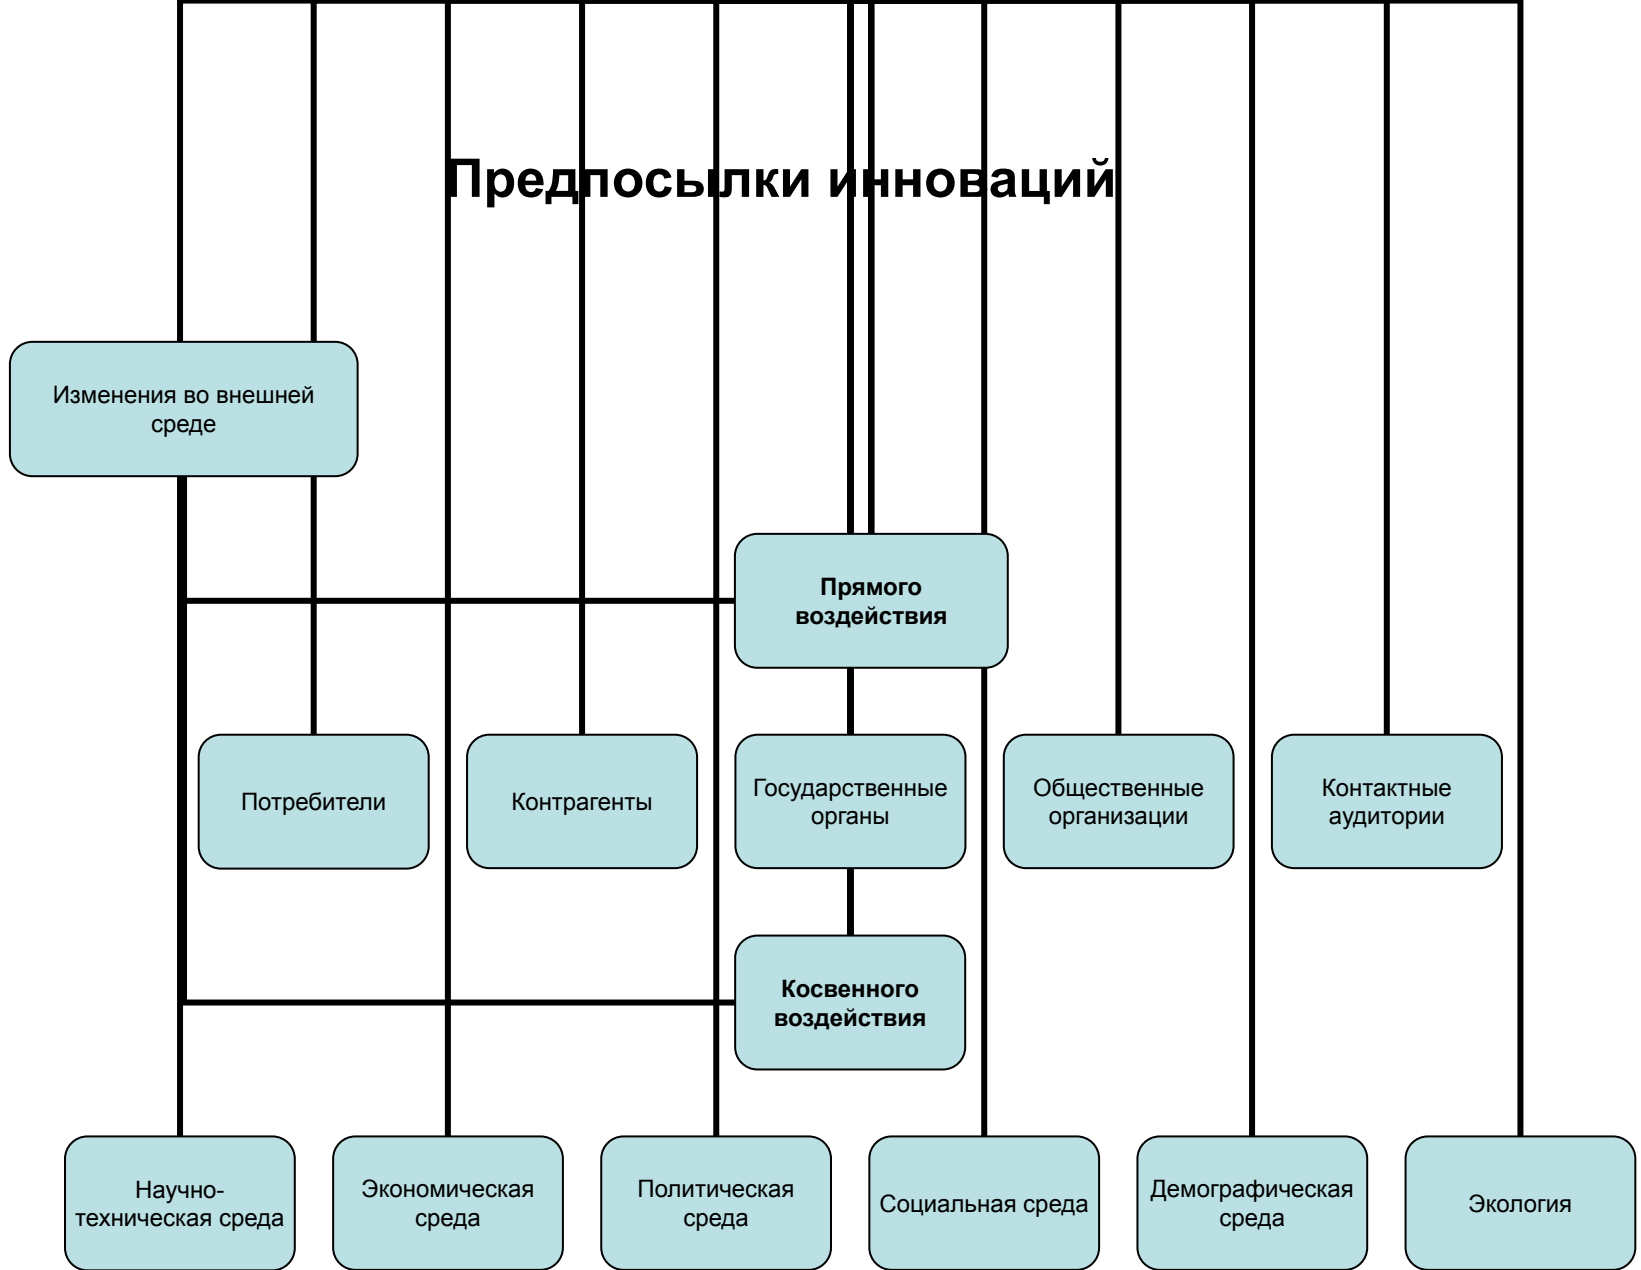 Предпосылки инноваций
Изменения во внешней
среде
Прямого
воздействия
Потребители
Контрагенты
Государственные
органы
Общественные
организации
Контактные
аудитории
Косвенного
воздействия
Научно-
техническая среда
Экономическая
среда
Политическая
среда
Социальная среда
Демографическая
среда
Экология